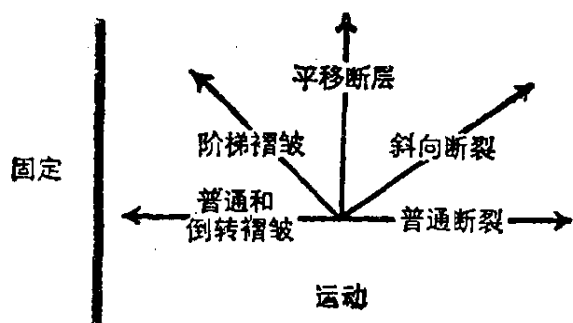 平移断层
阶梯褶皱
斜向断裂
固定
普通和
倒转褶皱
普通断裂
运动